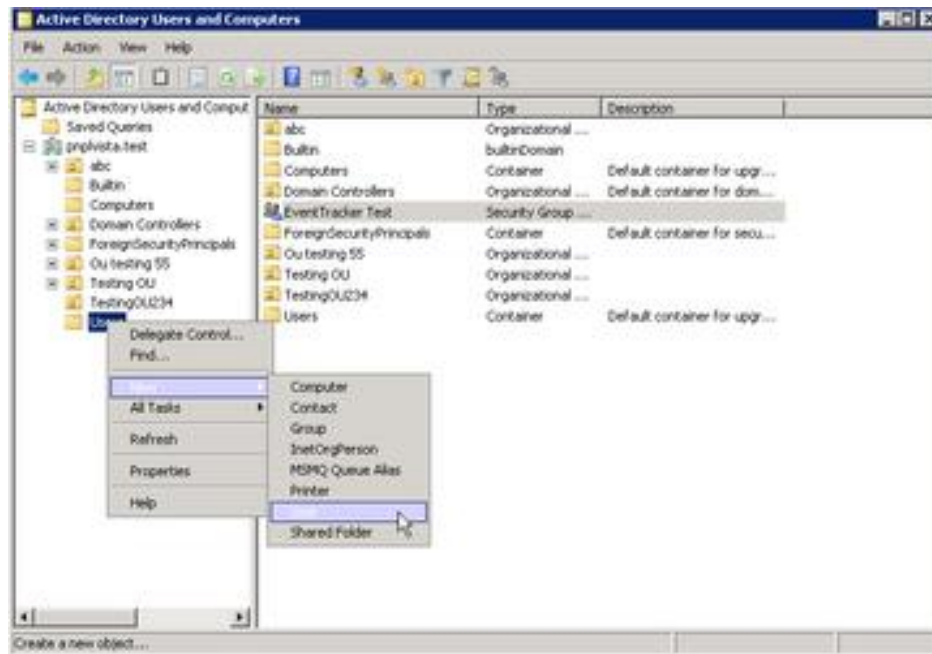 Active Directory Users and Computers
File Action View Help
Active Directory Users and Comput
Saved Queries
pnplvista.test
abc
Builtin
Computers
Domain Controllers
ForeignSecurityPrincipals
Ou testing 55
Testing OU
TestingOU234
Users
Name Type Description
abc Organizational ....
Builtin builtinDomain
Computers Container Default container for upgr...
Domain Controllers Organizational .... Default container for dom...
EventTracker Test Security Group ....
ForeignSecurityPrincipals Container Default container for secu...
Ou testing 55 Organizational ....
Testing OU Organizational ....
TestingOU234 Organizational ....
Users Container Default container for upgr...
Delegate Control...
Find...
New
All Tasks
Refresh
Properties
Help
Computer
Contact
Group
InetOrgPerson
MSMQ Queue Alias
Printer
User
Shared Folder
Create a new object...